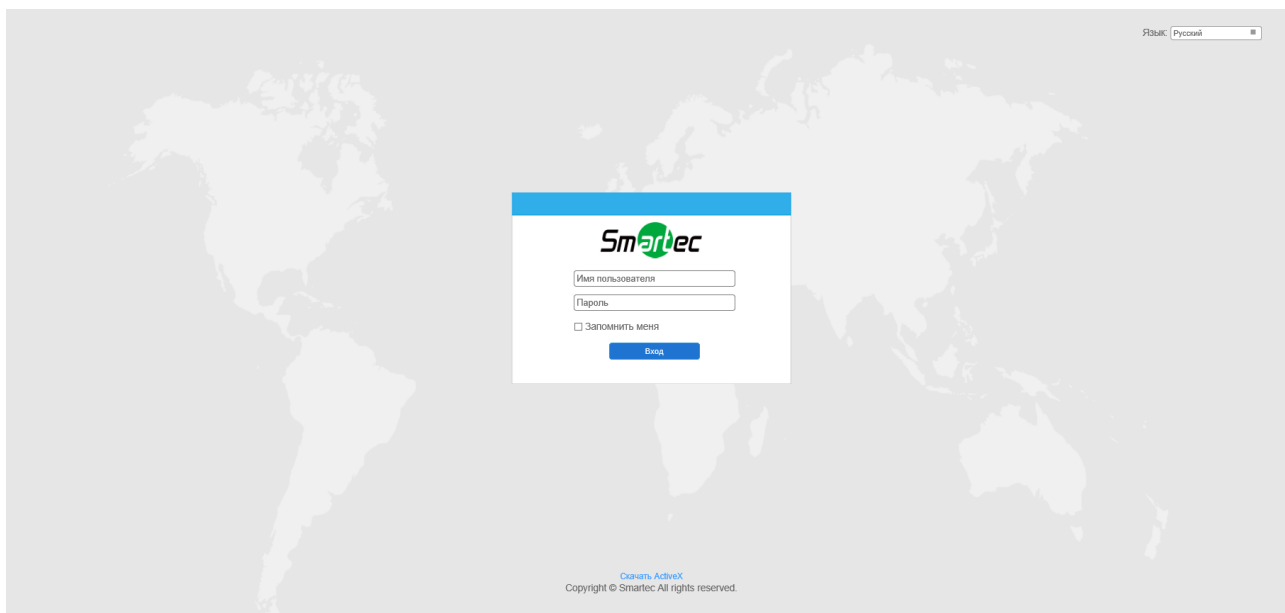 Язык: Русский
Smartec
Имя пользователя
Пароль
Запомнить меня
Вход
Скачать ActiveX
Copyright © Smartec All rights reserved.